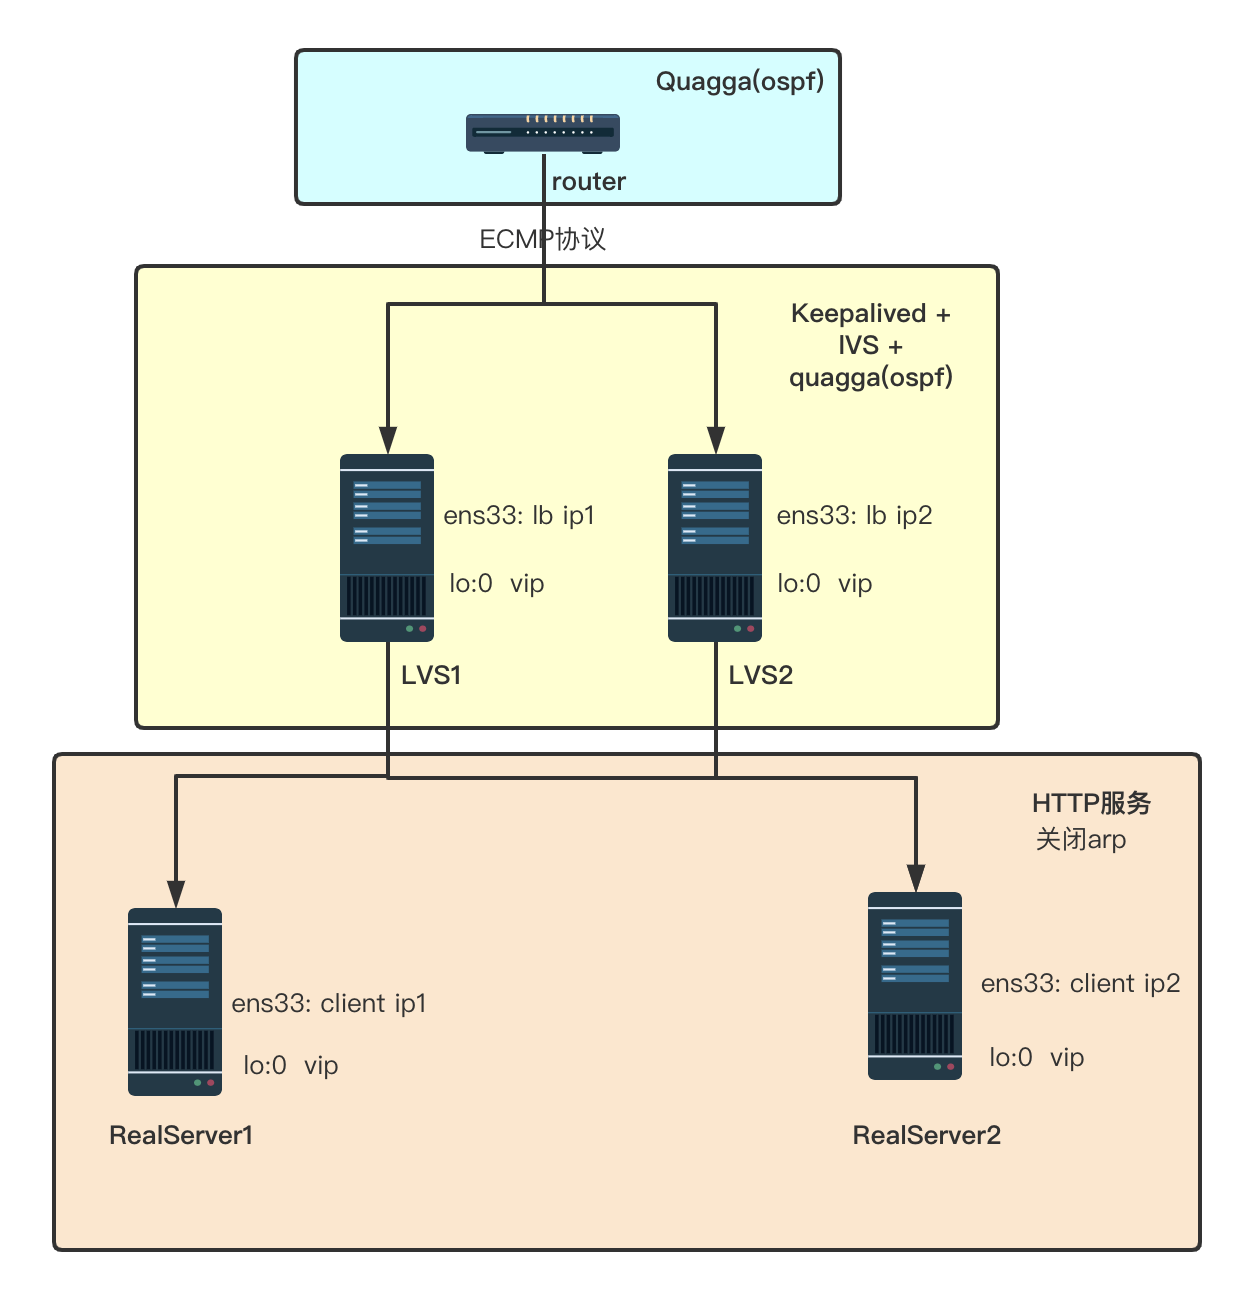 Quagga(ospf)
router
ECMP协议
Keepalived +
lVS +
quagga(ospf)
ens33: lb ip1
ens33: lb ip2
lo:0 vip
lo:0 vip
LVS1
LVS2
HTTP服务
关闭arp
ens33: client ip1
ens33: client ip2
lo:0 vip
lo:0 vip
RealServer1
RealServer2